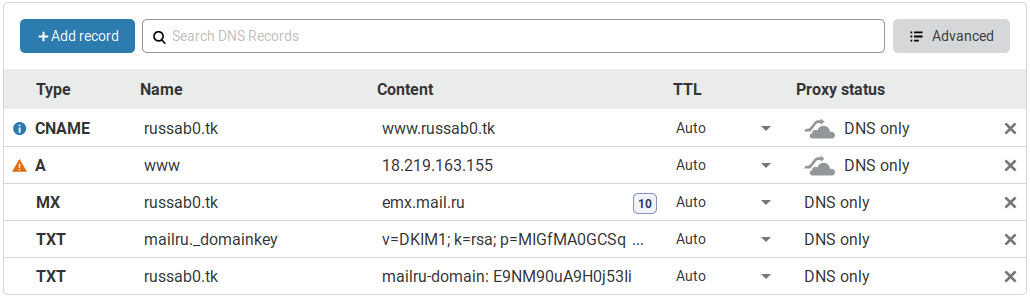 + Add record Search DNS Records Advanced
Type Name Content TTL Proxy status
CNAME russab0.tk www.russab0.tk Auto DNS only
A www 18.219.163.155 Auto DNS only
MX russab0.tk emx.mail.ru 10 Auto DNS only
TXT mailru._domainkey v=DKIM1; k=rsa; p=MIGfMA0GCSq ... Auto DNS only
TXT russab0.tk mailru-domain: E9NM90uA9H0j53li Auto DNS only